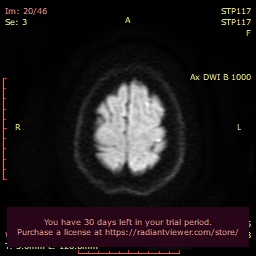 Im: 20/46
STP117
Se: 3
A
STP117
F
Ax DWI B 1000
R
L
You have 30 days left in your trial period.
Purchase a license at https://radiantviewer.com/store/